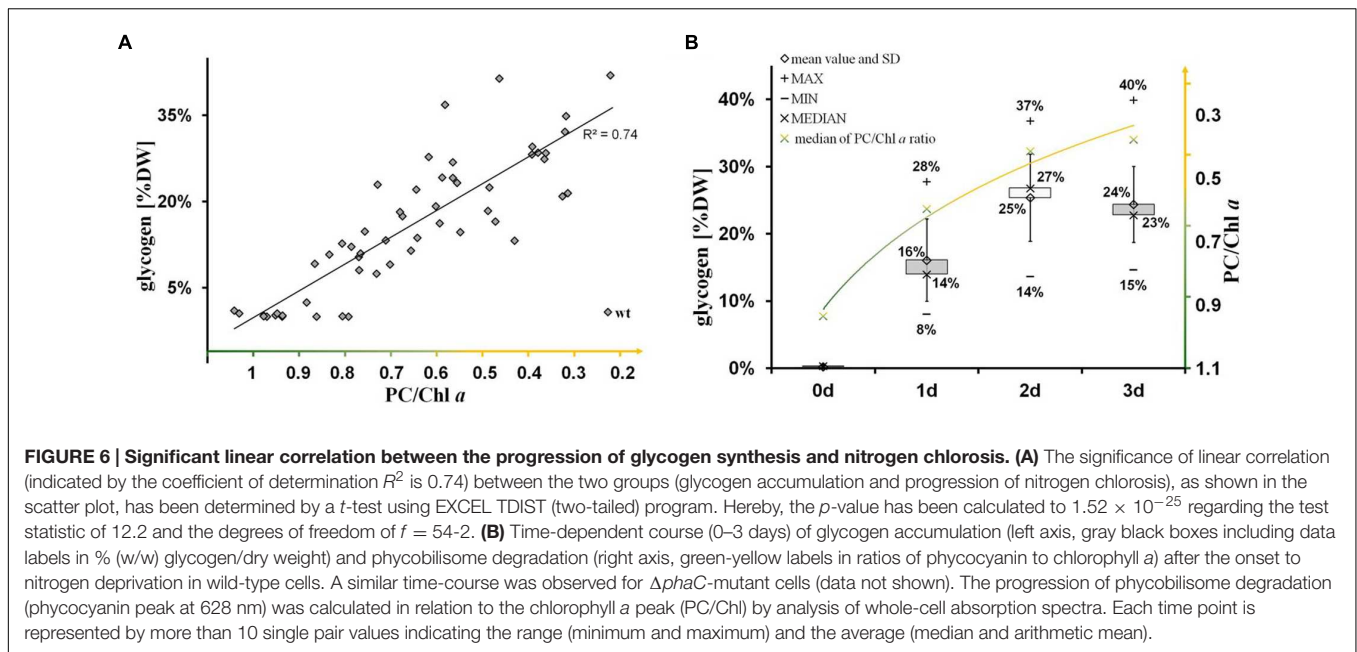 A
glycogen [%DW]
35%
20%
5%
R² = 0.74
wt
1 0.9 0.8 0.7 0.6 0.5 0.4 0.3 0.2
PC/Chl a
B
mean value and SD
MAX
MIN
MEDIAN
median of PC/Chl a ratio
glycogen [%DW]
40%
30%
20%
10%
0%
28%
16%
14%
8%
37%
27%
25%
14%
40%
24%
23%
15%
0d 1d 2d 3d
0.3
0.5
0.7
0.9
1.1
PC/Chl a
FIGURE 6 | Significant linear correlation between the progression of glycogen synthesis and nitrogen chlorosis. (A) The significance of linear correlation
(indicated by the coefficient of determination R² is 0.74) between the two groups (glycogen accumulation and progression of nitrogen chlorosis), as shown in the
scatter plot, has been determined by a t-test using EXCEL TDIST (two-tailed) program. Hereby, the p-value has been calculated to 1.52 × 10⁻²⁵ regarding the test
statistic of 12.2 and the degrees of freedom of f = 54-2. (B) Time-dependent course (0–3 days) of glycogen accumulation (left axis, gray black boxes including data
labels in % (w/w) glycogen/dry weight) and phycobilisome degradation (right axis, green-yellow labels in ratios of phycocyanin to chlorophyll a) after the onset to
nitrogen deprivation in wild-type cells. A similar time-course was observed for ΔphaC-mutant cells (data not shown). The progression of phycobilisome degradation
(phycocyanin peak at 628 nm) was calculated in relation to the chlorophyll a peak (PC/Chl) by analysis of whole-cell absorption spectra. Each time point is
represented by more than 10 single pair values indicating the range (minimum and maximum) and the average (median and arithmetic mean).